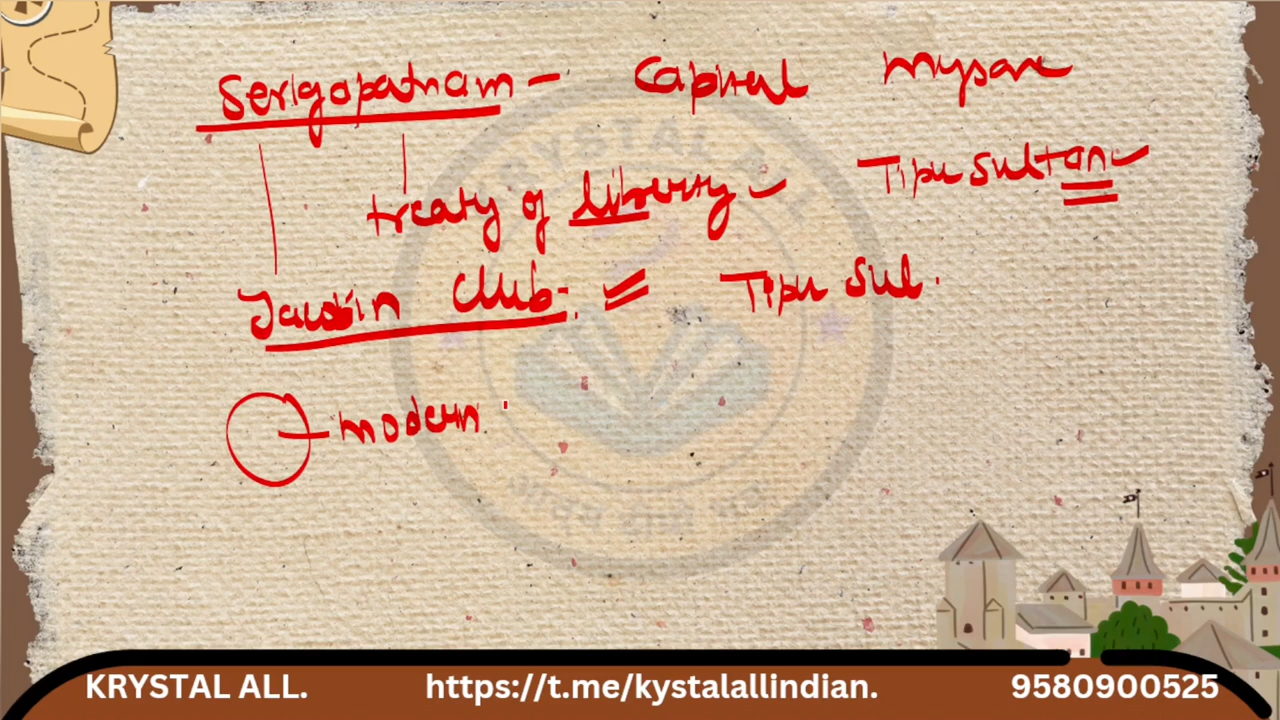 Serigapatnam - Capital Mysore
treaty of liberty - Tipu Sultan -
Jacobin Club - = Tipu Sul.
modern
KRYSTAL ALL. https://t.me/kystalallindian. 9580900525